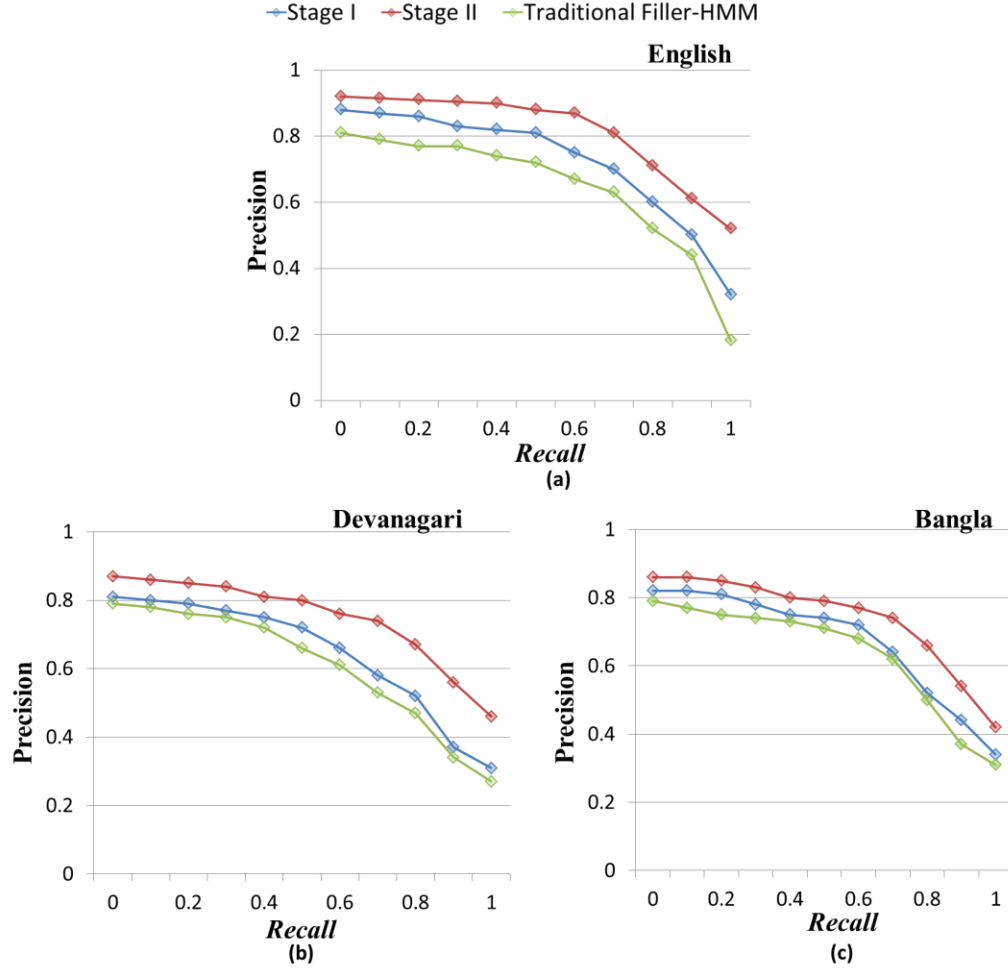 Stage I Stage II Traditional Filler-HMM
English
1
0.8
0.6
0.4
0.2
0
Precision
0 0.2 0.4 0.6 0.8 1
Recall
(a)
Devanagari
1
0.8
0.6
0.4
0.2
0
Precision
0 0.2 0.4 0.6 0.8 1
Recall
(b)
Bangla
1
0.8
0.6
0.4
0.2
0
Precision
0 0.2 0.4 0.6 0.8 1
Recall
(c)